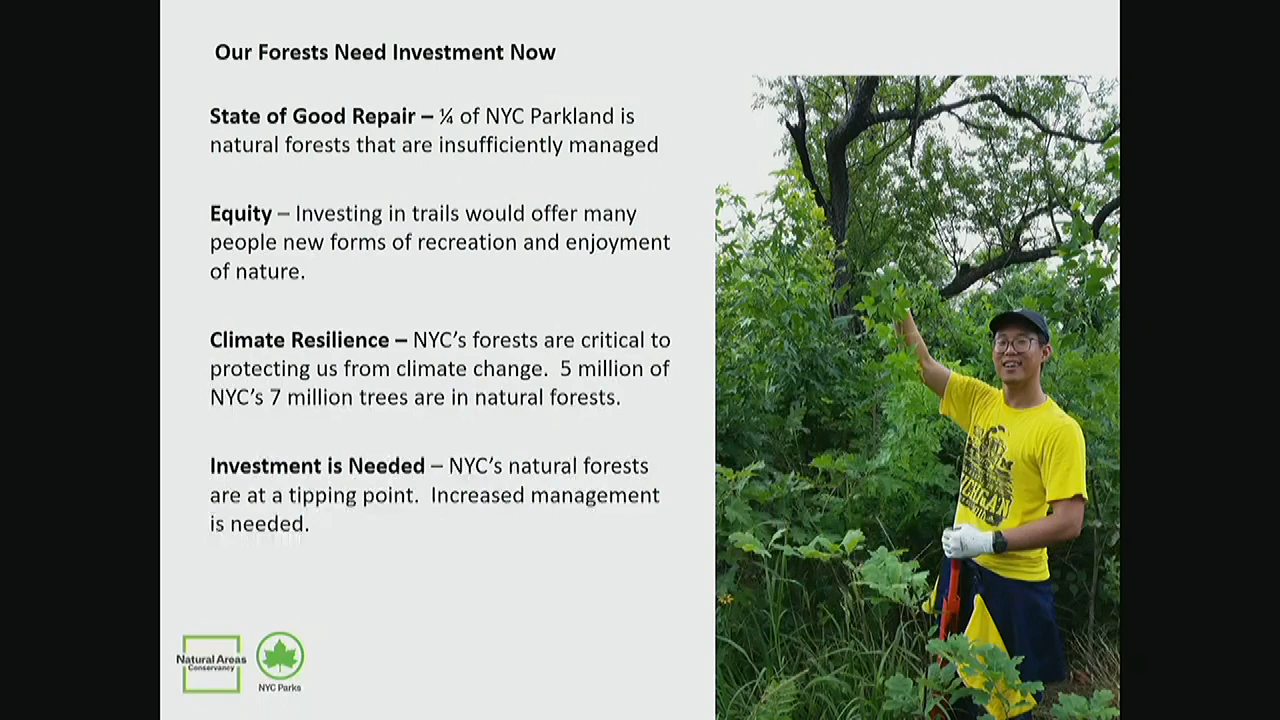 Our Forests Need Investment Now
State of Good Repair – ¼ of NYC Parkland is
natural forests that are insufficiently managed
Equity – Investing in trails would offer many
people new forms of recreation and enjoyment
of nature.
Climate Resilience – NYC's forests are critical to
protecting us from climate change.  5 million of
NYC's 7 million trees are in natural forests.
Investment is Needed – NYC's natural forests
are at a tipping point.  Increased management
is needed.
Natural Areas
Conservancy
NYC Parks